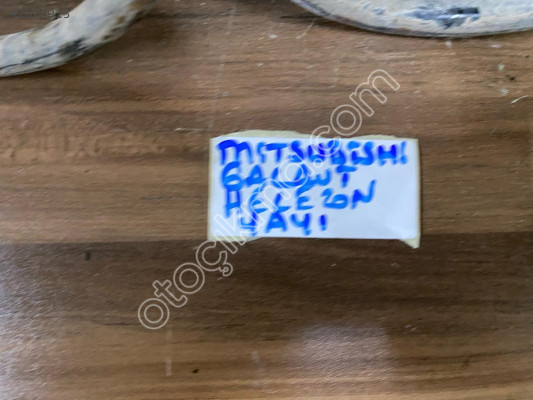 MITSUBISHI
GALANT
HELEZON
YAYI
otoçıkma.com